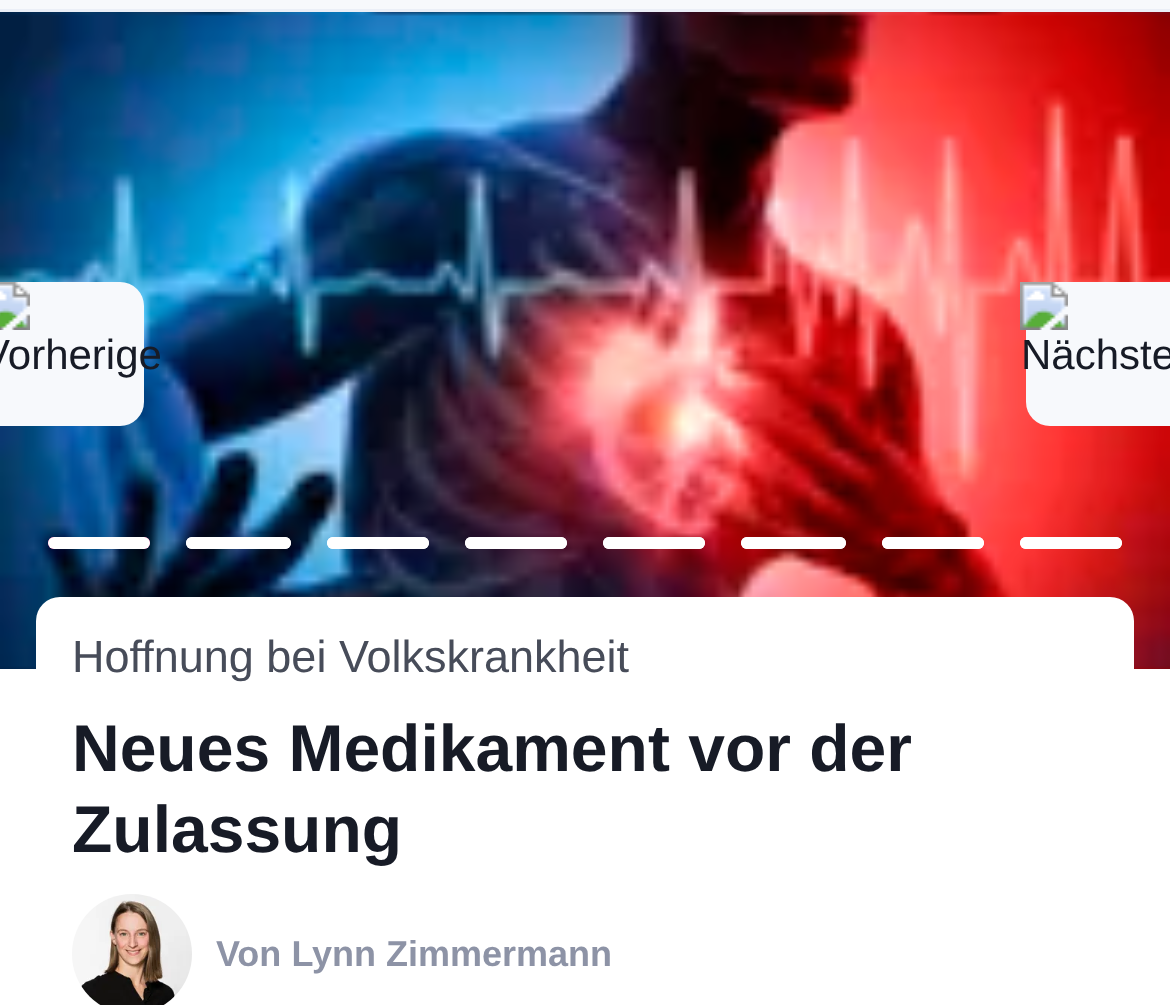 Vorherige
Nächste
Hoffnung bei Volkskrankheit
Neues Medikament vor der
Zulassung
Von Lynn Zimmermann